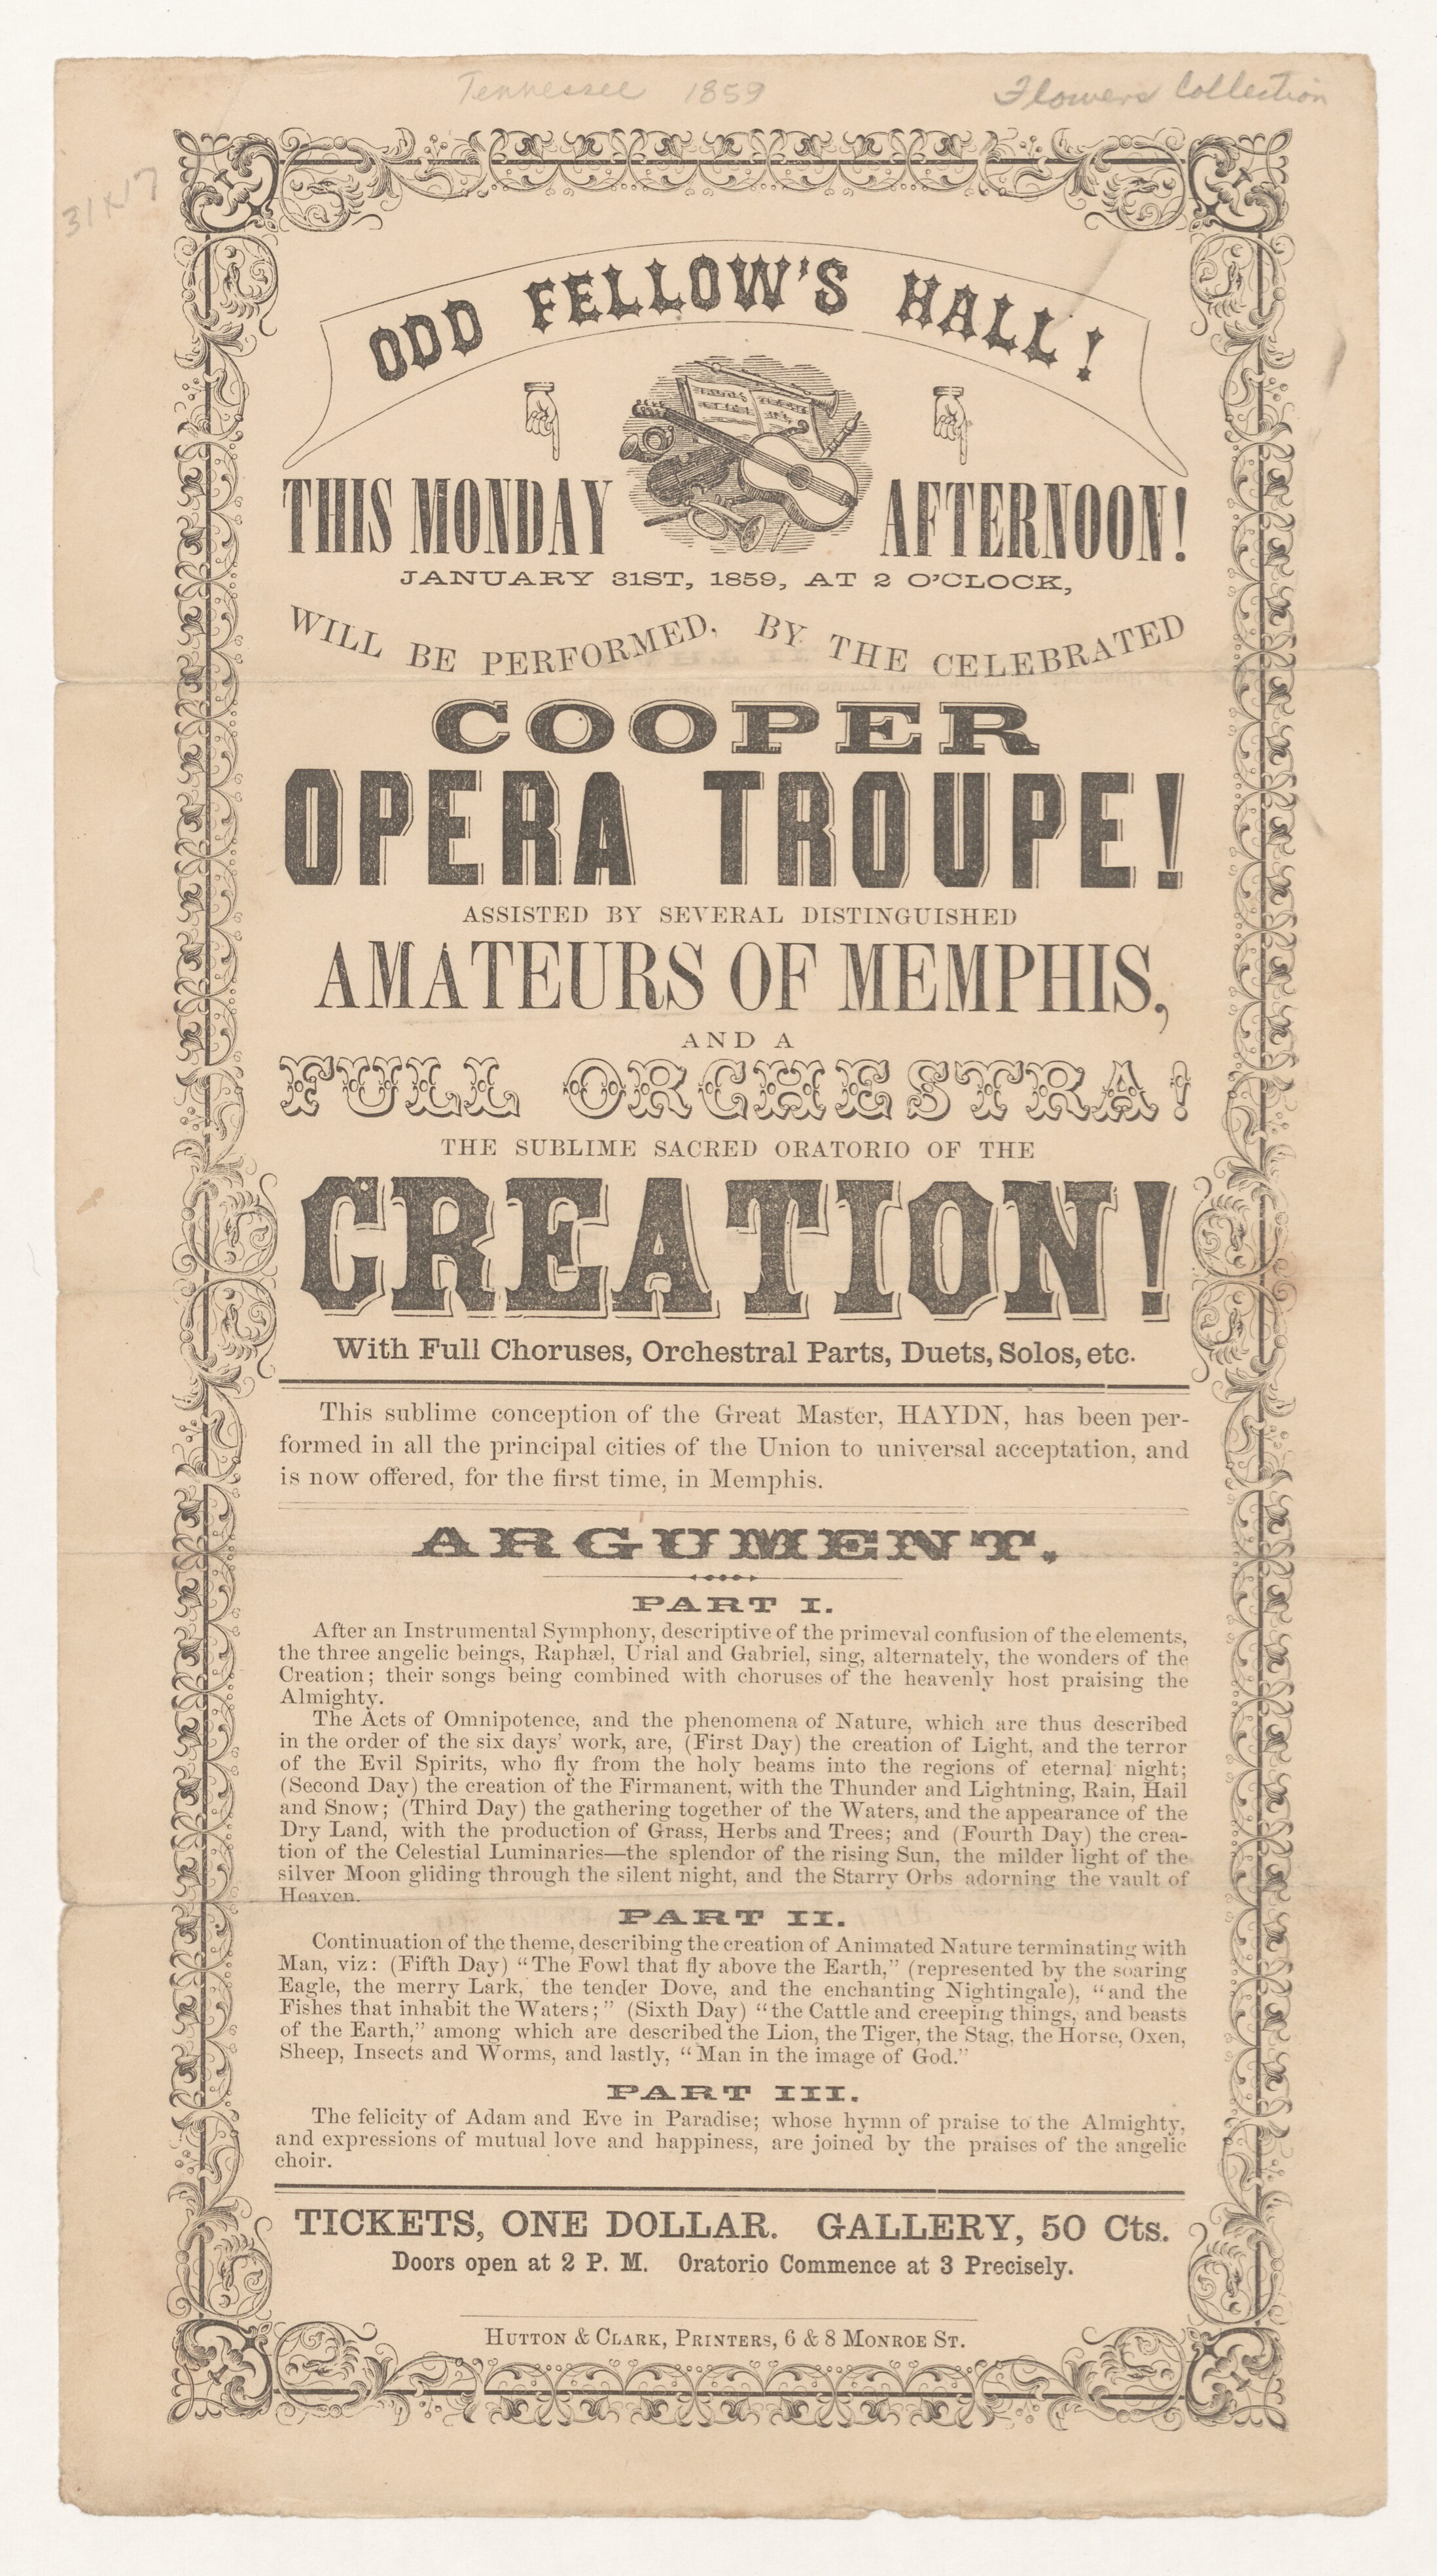 Tennessee 1859
Flowers Collection
31x17
ODD FELLOW'S HALL!
THIS MONDAY AFTERNOON!
JANUARY 31ST, 1859, AT 2 O'CLOCK,
WILL BE PERFORMED, BY THE CELEBRATED
COOPER
OPERA TROUPE!
ASSISTED BY SEVERAL DISTINGUISHED
AMATEURS OF MEMPHIS,
AND A
FULL ORCHESTRA!
THE SUBLIME SACRED ORATORIO OF THE
CREATION!
With Full Choruses, Orchestral Parts, Duets, Solos, etc.
This sublime conception of the Great Master, HAYDN, has been per-
formed in all the principal cities of the Union to universal acceptation, and
is now offered, for the first time, in Memphis.
ARGUMENT.
PART I.
After an Instrumental Symphony, descriptive of the primeval confusion of the elements,
the three angelic beings, Raphæl, Urial and Gabriel, sing, alternately, the wonders of the
Creation; their songs being combined with choruses of the heavenly host praising the
Almighty.
The Acts of Omnipotence, and the phenomena of Nature, which are thus described
in the order of the six days' work, are, (First Day) the creation of Light, and the terror
of the Evil Spirits, who fly from the holy beams into the regions of eternal night;
(Second Day) the creation of the Firmanent, with the Thunder and Lightning, Rain, Hail
and Snow; (Third Day) the gathering together of the Waters, and the appearance of the
Dry Land, with the production of Grass, Herbs and Trees; and (Fourth Day) the crea-
tion of the Celestial Luminaries—the splendor of the rising Sun, the milder light of the
silver Moon gliding through the silent night, and the Starry Orbs adorning the vault of
Heaven.
PART II.
Continuation of the theme, describing the creation of Animated Nature terminating with
Man, viz: (Fifth Day) "The Fowl that fly above the Earth," (represented by the soaring
Eagle, the merry Lark, the tender Dove, and the enchanting Nightingale), "and the
Fishes that inhabit the Waters;" (Sixth Day) "the Cattle and creeping things, and beasts
of the Earth," among which are described the Lion, the Tiger, the Stag, the Horse, Oxen,
Sheep, Insects and Worms, and lastly, "Man in the image of God."
PART III.
The felicity of Adam and Eve in Paradise; whose hymn of praise to the Almighty,
and expressions of mutual love and happiness, are joined by the praises of the angelic
choir.
TICKETS, ONE DOLLAR. GALLERY, 50 Cts.
Doors open at 2 P. M. Oratorio Commence at 3 Precisely.
HUTTON & CLARK, PRINTERS, 6 & 8 MONROE ST.